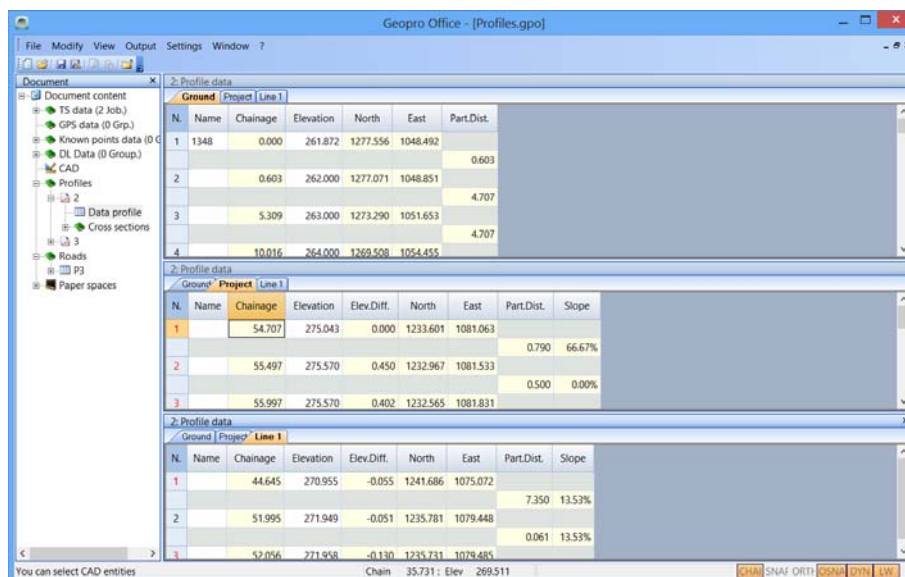 Geopro Office - [Profiles.gpo]
File Modify View Output Settings Window ?
Document
Document content
TS data (2 Job.)
GPS data (0 Grp.)
Known points data (0 G
DL Data (0 Group.)
CAD
Profiles
2
Data profile
Cross sections
3
Roads
P3
Paper spaces
2: Profile data
Ground Project Line 1
N. Name Chainage Elevation North East Part.Dist.
1 1348 0.000 261.872 1277.556 1048.492
0.603
2 0.603 262.000 1277.071 1048.851
4.707
3 5.309 263.000 1273.290 1051.653
4.707
4 10.016 264.000 1269.508 1054.455
2: Profile data
Ground Project Line 1
N. Name Chainage Elevation Elev.Diff. North East Part.Dist. Slope
1 54.707 275.043 0.000 1233.601 1081.063
0.790 66.67%
2 55.497 275.570 0.450 1232.967 1081.533
0.500 0.00%
3 55.997 275.570 0.402 1232.565 1081.831
2: Profile data
Ground Project Line 1
N. Name Chainage Elevation Elev.Diff. North East Part.Dist. Slope
1 44.645 270.955 -0.055 1241.686 1075.072
7.350 13.53%
2 51.995 271.949 -0.051 1235.781 1079.448
0.061 13.53%
3 52.056 271.958 -0.130 1235.731 1079.485
You can select CAD entities Chain 35.731 : Elev 269.511 CHAI SNAF ORTH OSNA DYN LW